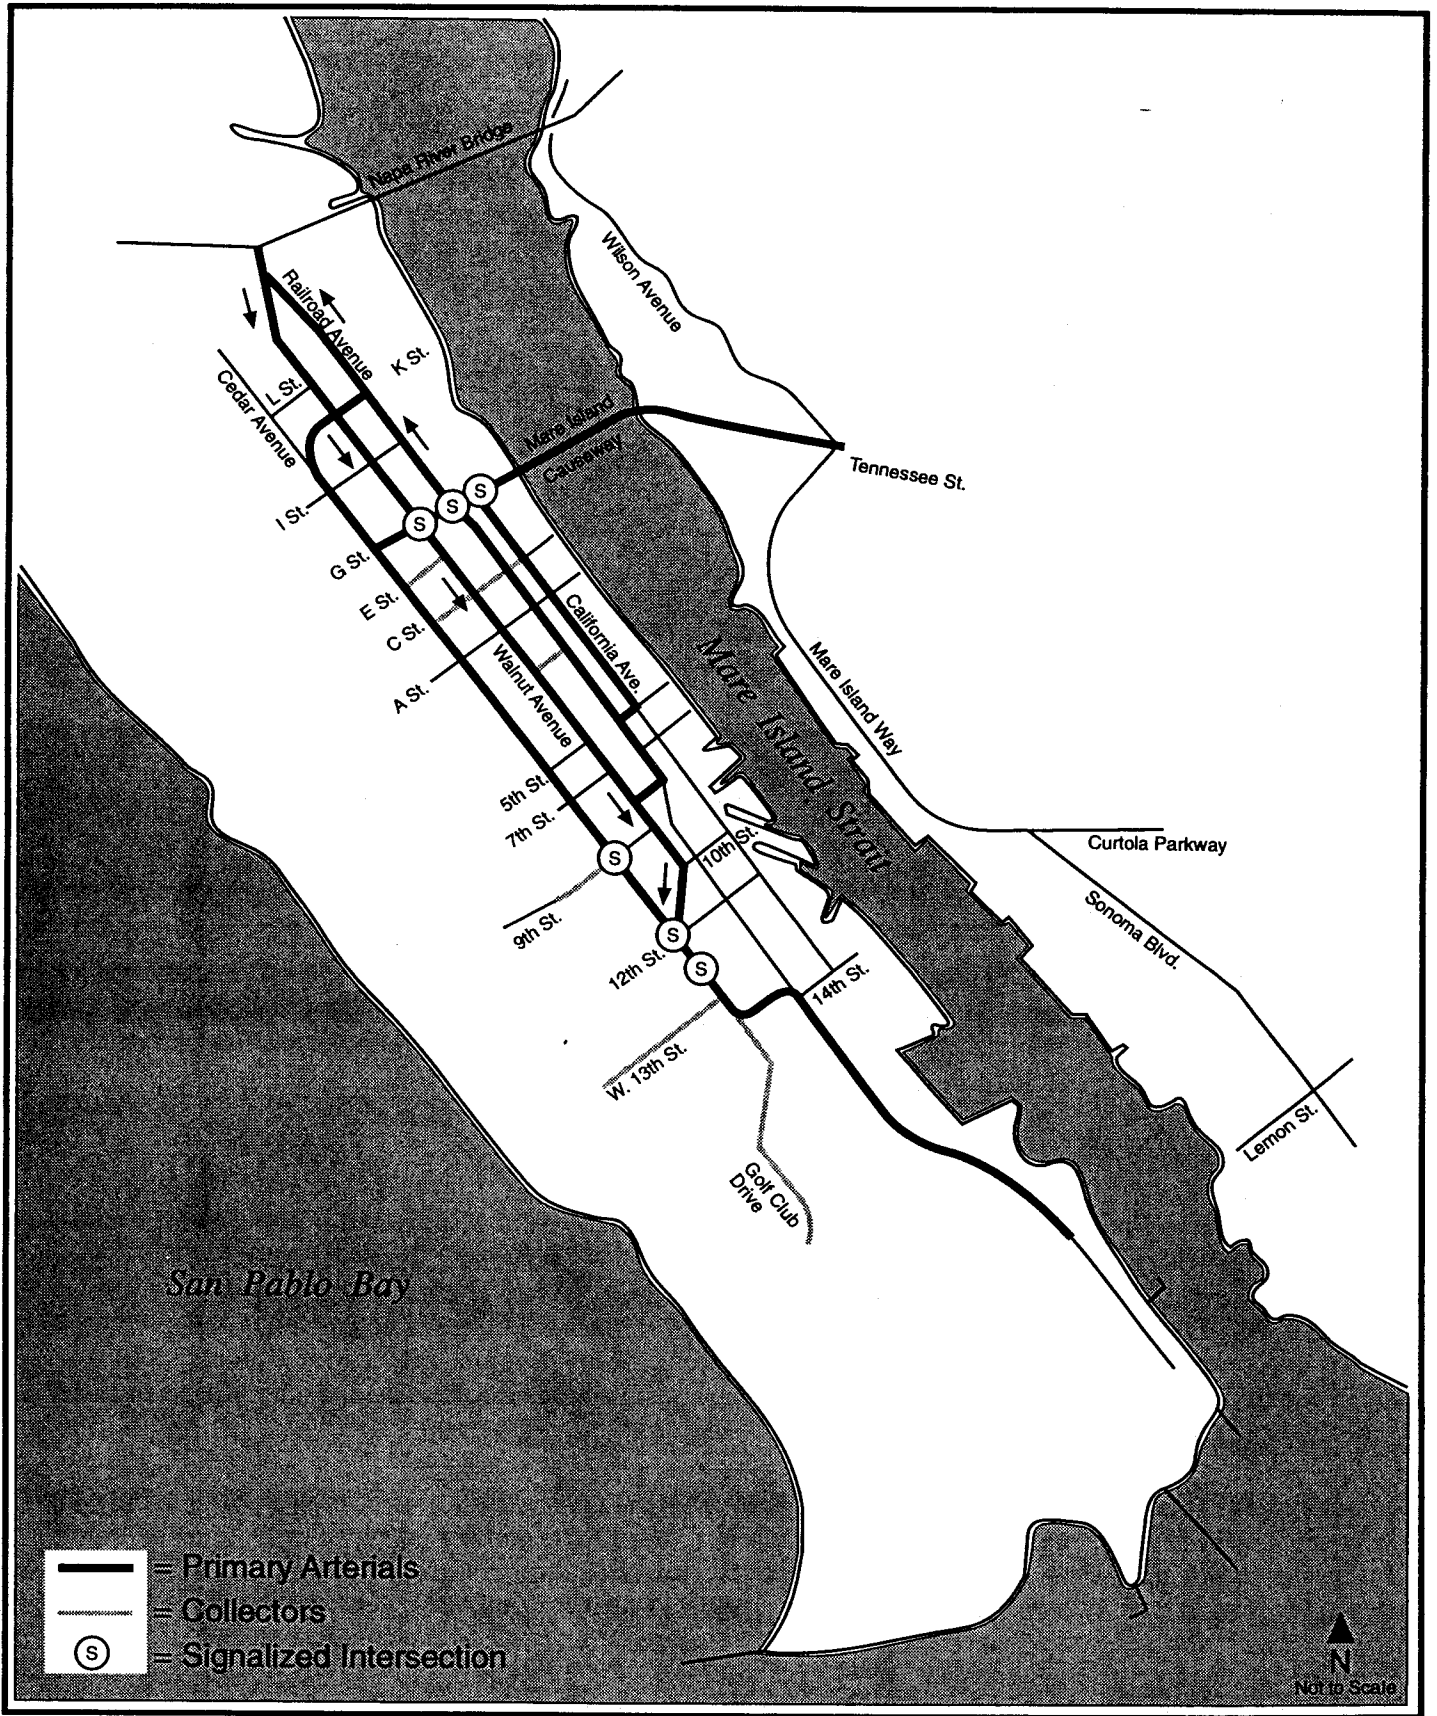 Napa River Bridge
Wilson Avenue
Railroad Avenue
K St.
L St.
Cedar Avenue
Mare Island
Causeway
Tennessee St.
S
S
S
I St.
G St.
E St.
C St.
A St.
California Ave.
Walnut Avenue
Mare Island Strait
Mare Island Way
5th St.
7th St.
S
10th St.
Curtola Parkway
9th St.
Sonoma Blvd.
S
12th St.
S
14th St.
W. 13th St.
Lemon St.
Golf Club
Drive
San Pablo Bay
= Primary Arterials
= Collectors
S = Signalized Intersection
N
Not to Scale